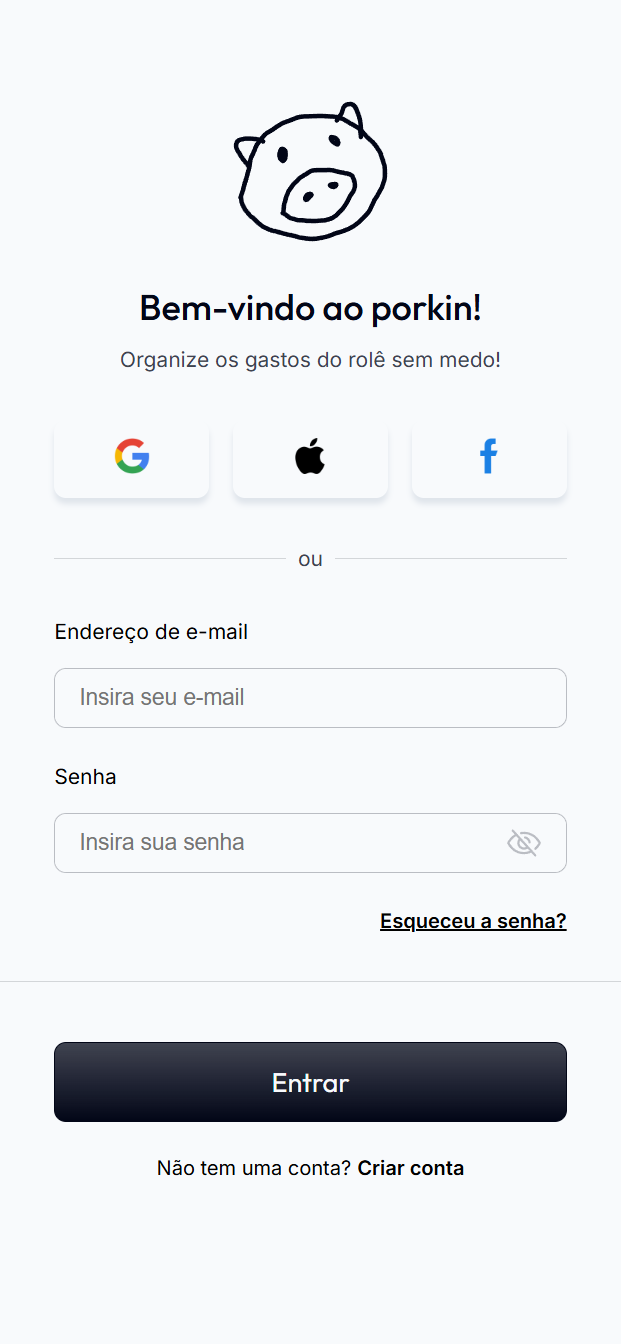 Bem-vindo ao porkin!
Organize os gastos do rolê sem medo!
ou
Endereço de e-mail
Insira seu e-mail
Senha
Insira sua senha
Esqueceu a senha?
Entrar
Não tem uma conta? Criar conta